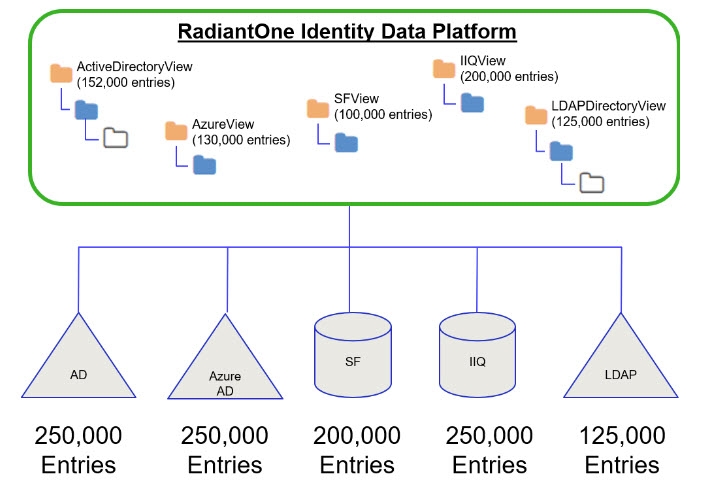 RadiantOne Identity Data Platform
ActiveDirectoryView
(152,000 entries)
AzureView
(130,000 entries)
SFView
(100,000 entries)
IIQView
(200,000 entries)
LDAPDirectoryView
(125,000 entries)
AD
Azure
AD
SF
IIQ
LDAP
250,000
Entries
250,000
Entries
200,000
Entries
250,000
Entries
125,000
Entries